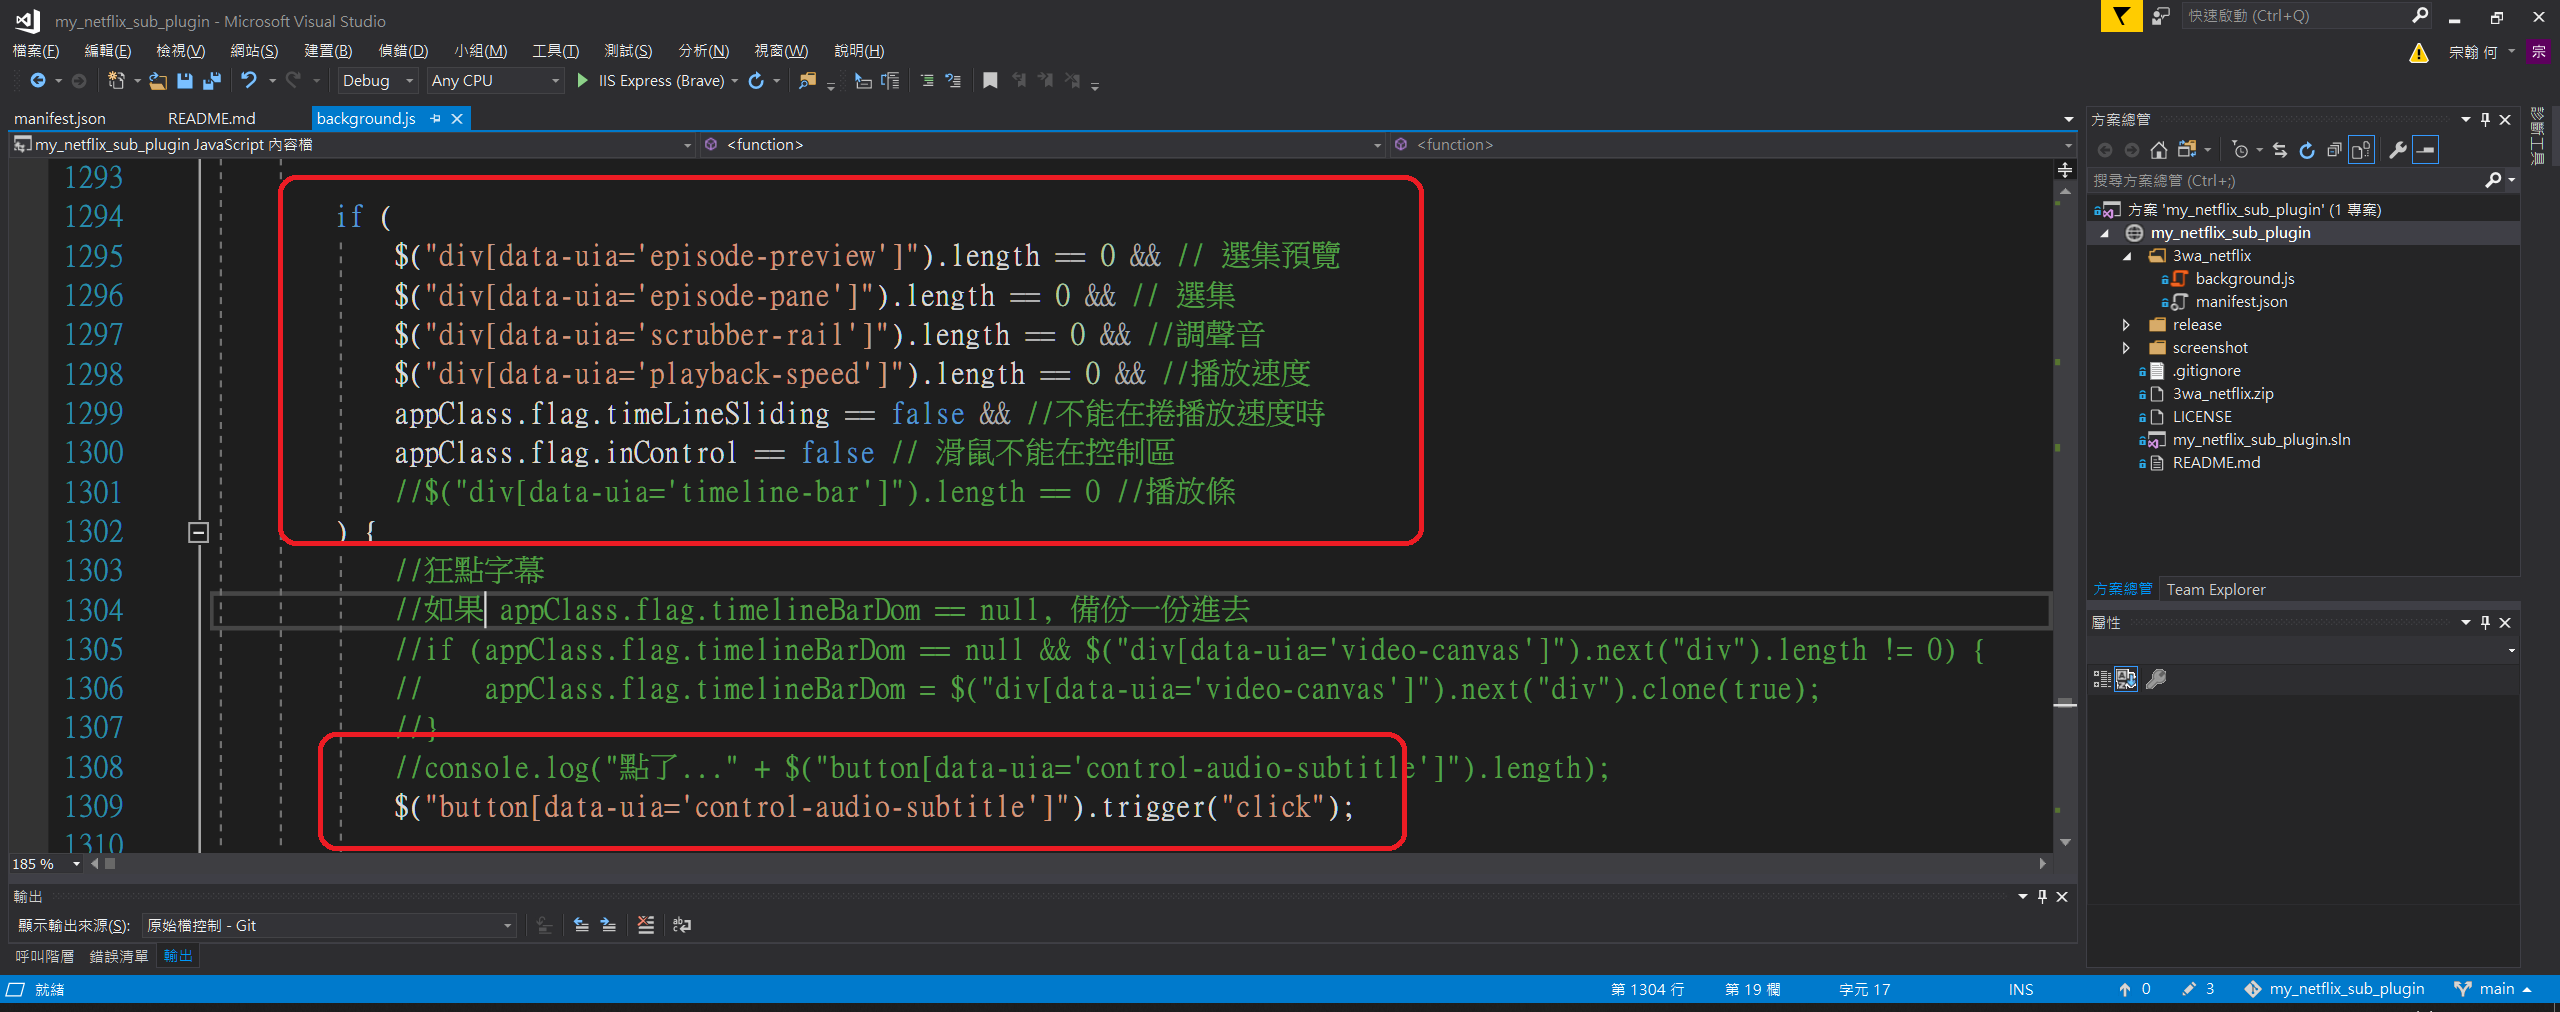 my_netflix_sub_plugin - Microsoft Visual Studio
快速啟動 (Ctrl+Q)
檔案(F) 編輯(E) 檢視(V) 網站(S) 建置(B) 偵錯(D) 小組(M) 工具(T) 測試(S) 分析(N) 視窗(W) 說明(H)
宗翰 何 宗
Debug Any CPU IIS Express (Brave)
manifest.json README.md background.js
my_netflix_sub_plugin JavaScript 內容檔 <function> <function>
1293
1294 if (
1295 $("div[data-uia='episode-preview']").length == 0 && // 選集預覽
1296 $("div[data-uia='episode-pane']").length == 0 && // 選集
1297 $("div[data-uia='scrubber-rail']").length == 0 && //調聲音
1298 $("div[data-uia='playback-speed']").length == 0 && //播放速度
1299 appClass.flag.timeLineSliding == false && //不能在捲播放速度時
1300 appClass.flag.inControl == false // 滑鼠不能在控制區
1301 //$("div[data-uia='timeline-bar']").length == 0 //播放條
1302 ) {
1303 //狂點字幕
1304 //如果 appClass.flag.timelineBarDom == null, 備份一份進去
1305 //if (appClass.flag.timelineBarDom == null && $("div[data-uia='video-canvas']").next("div").length != 0) {
1306 //    appClass.flag.timelineBarDom = $("div[data-uia='video-canvas']").next("div").clone(true);
1307 //}
1308 //console.log("點了..." + $("button[data-uia='control-audio-subtitle']").length);
1309 $("button[data-uia='control-audio-subtitle']").trigger("click");
1310
185 %
輸出
顯示輸出來源(S): 原始檔控制 - Git
呼叫階層 錯誤清單 輸出
方案總管
搜尋方案總管 (Ctrl+;)
方案 'my_netflix_sub_plugin' (1 專案)
my_netflix_sub_plugin
3wa_netflix
background.js
manifest.json
release
screenshot
.gitignore
3wa_netflix.zip
LICENSE
my_netflix_sub_plugin.sln
README.md
方案總管 Team Explorer
屬性
診斷工具
就緒 第 1304 行 第 19 欄 字元 17 INS 0 3 my_netflix_sub_plugin main